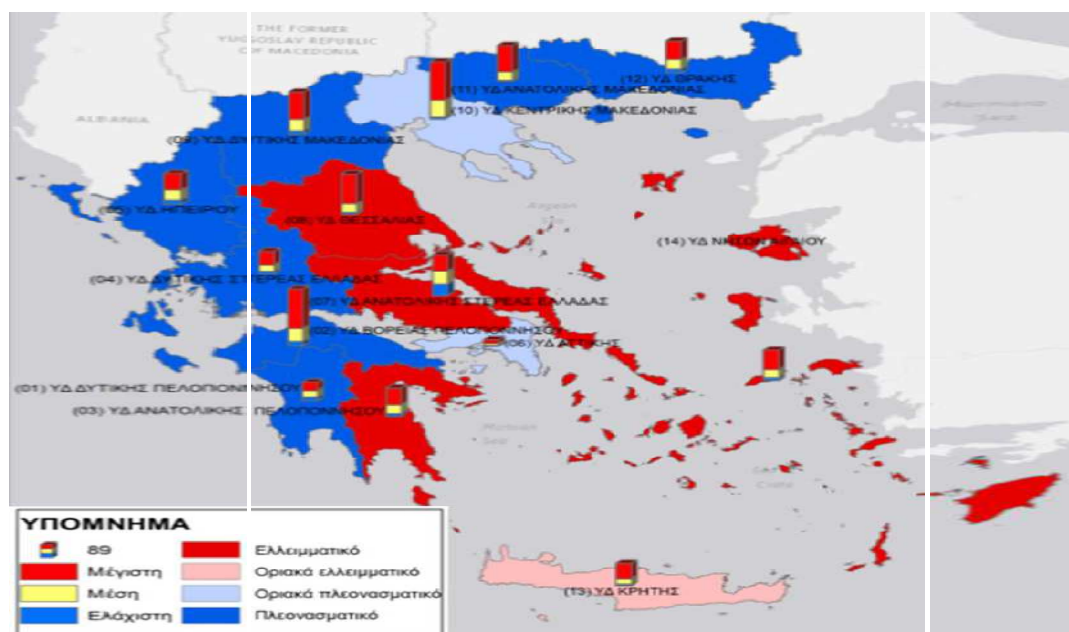 THE FORMER
YUGOSLAV REPUBLIC
OF MACEDONIA
ALBANIA
(12) ΥΔ ΘΡΑΚΗΣ
(11) ΥΔ ΑΝΑΤΟΛΙΚΗΣ ΜΑΚΕΔΟΝΙΑΣ
(10) ΥΔ ΚΕΝΤΡΙΚΗΣ ΜΑΚΕΔΟΝΙΑΣ
(09) ΥΔ ΔΥΤΙΚΗΣ ΜΑΚΕΔΟΝΙΑΣ
(05) ΥΔ ΗΠΕΙΡΟΥ
(08) ΥΔ ΘΕΣΣΑΛΙΑΣ
Aegean
Sea
(14) ΥΔ ΝΗΣΩΝ ΑΙΓΑΙΟΥ
(04) ΥΔ ΔΥΤΙΚΗΣ ΣΤΕΡΕΑΣ ΕΛΛΑΔΑΣ
(07) ΥΔ ΑΝΑΤΟΛΙΚΗΣ ΣΤΕΡΕΑΣ ΕΛΛΑΔΑΣ
(02) ΥΔ ΒΟΡΕΙΑΣ ΠΕΛΟΠΟΝΝΗΣΟΥ
(06) ΥΔ ΑΤΤΙΚΗΣ
(01) ΥΔ ΔΥΤΙΚΗΣ ΠΕΛΟΠΟΝΝΗΣΟΥ
(03) ΥΔ ΑΝΑΤΟΛΙΚΗΣ ΠΕΛΟΠΟΝΝΗΣΟΥ
Sea
(13) ΥΔ ΚΡΗΤΗΣ
ΥΠΟΜΝΗΜΑ
89 Ελλειμματικό
Μέγιστη Οριακά ελλειμματικό
Μέση Οριακά πλεονασματικό
Ελάχιστη Πλεονασματικό